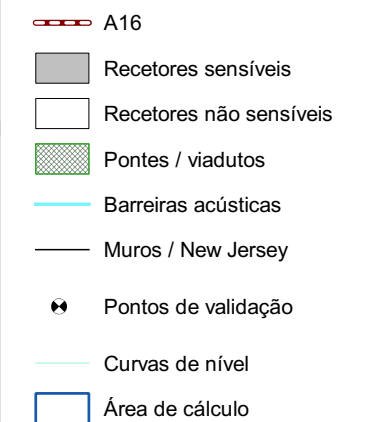 A16
Recetores sensíveis
Recetores não sensíveis
Pontes / viadutos
Barreiras acústicas
Muros / New Jersey
Pontos de validação
Curvas de nível
Área de cálculo